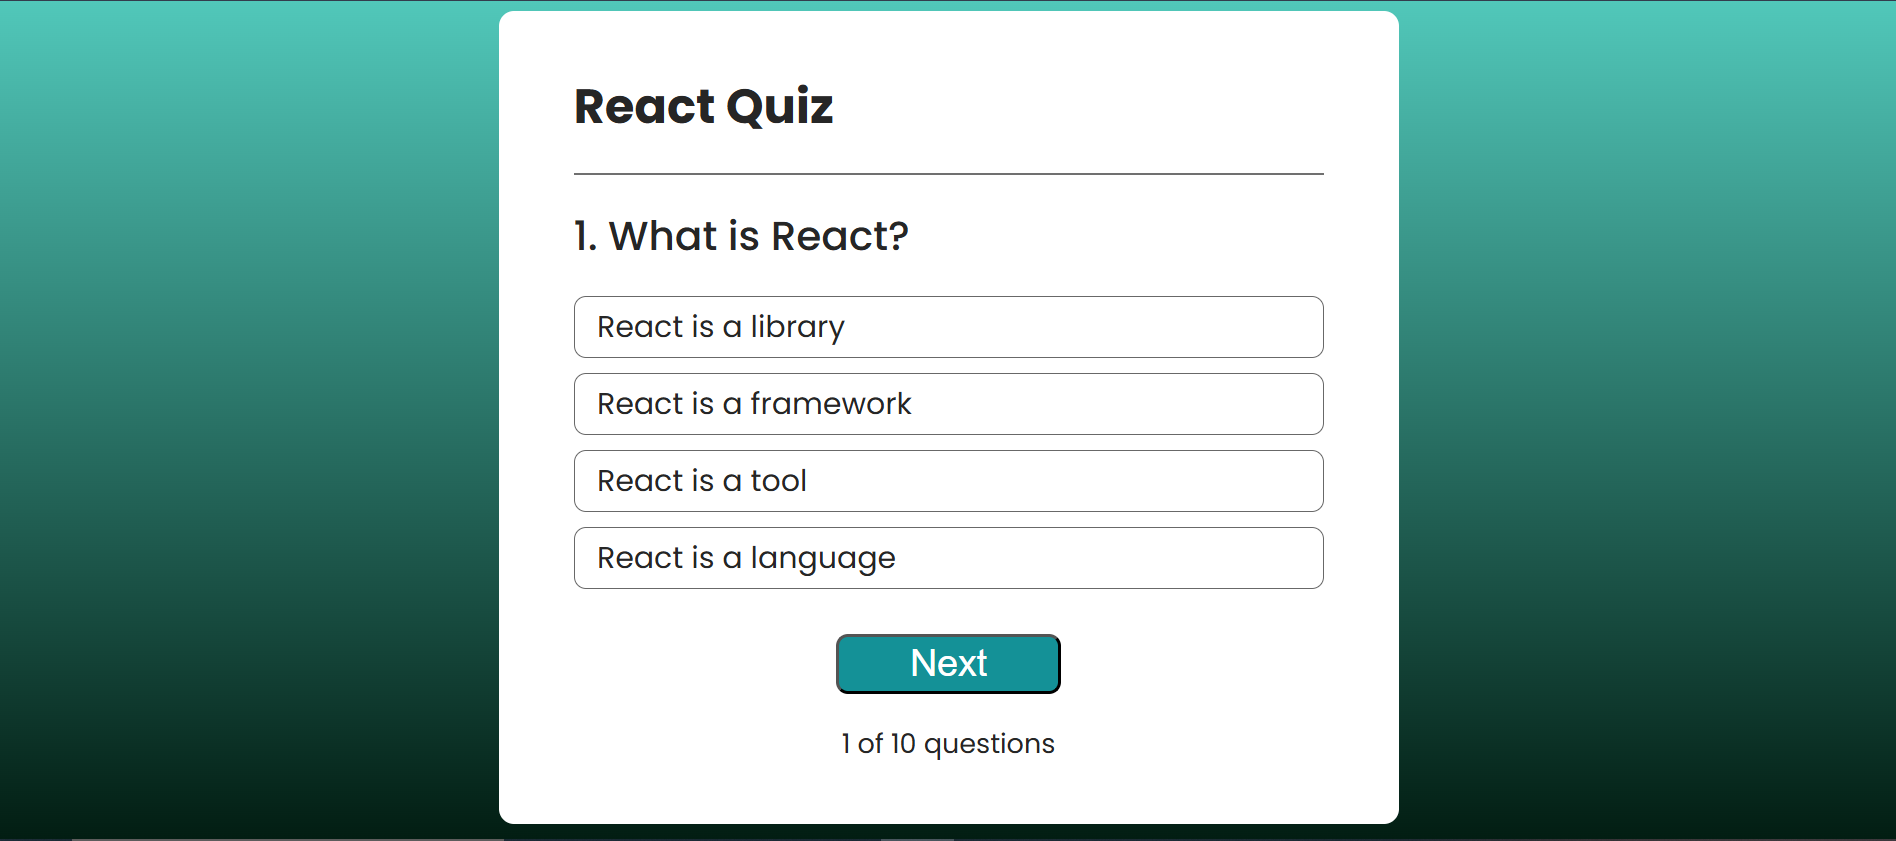 React Quiz
1. What is React?
React is a library
React is a framework
React is a tool
React is a language
Next
1 of 10 questions